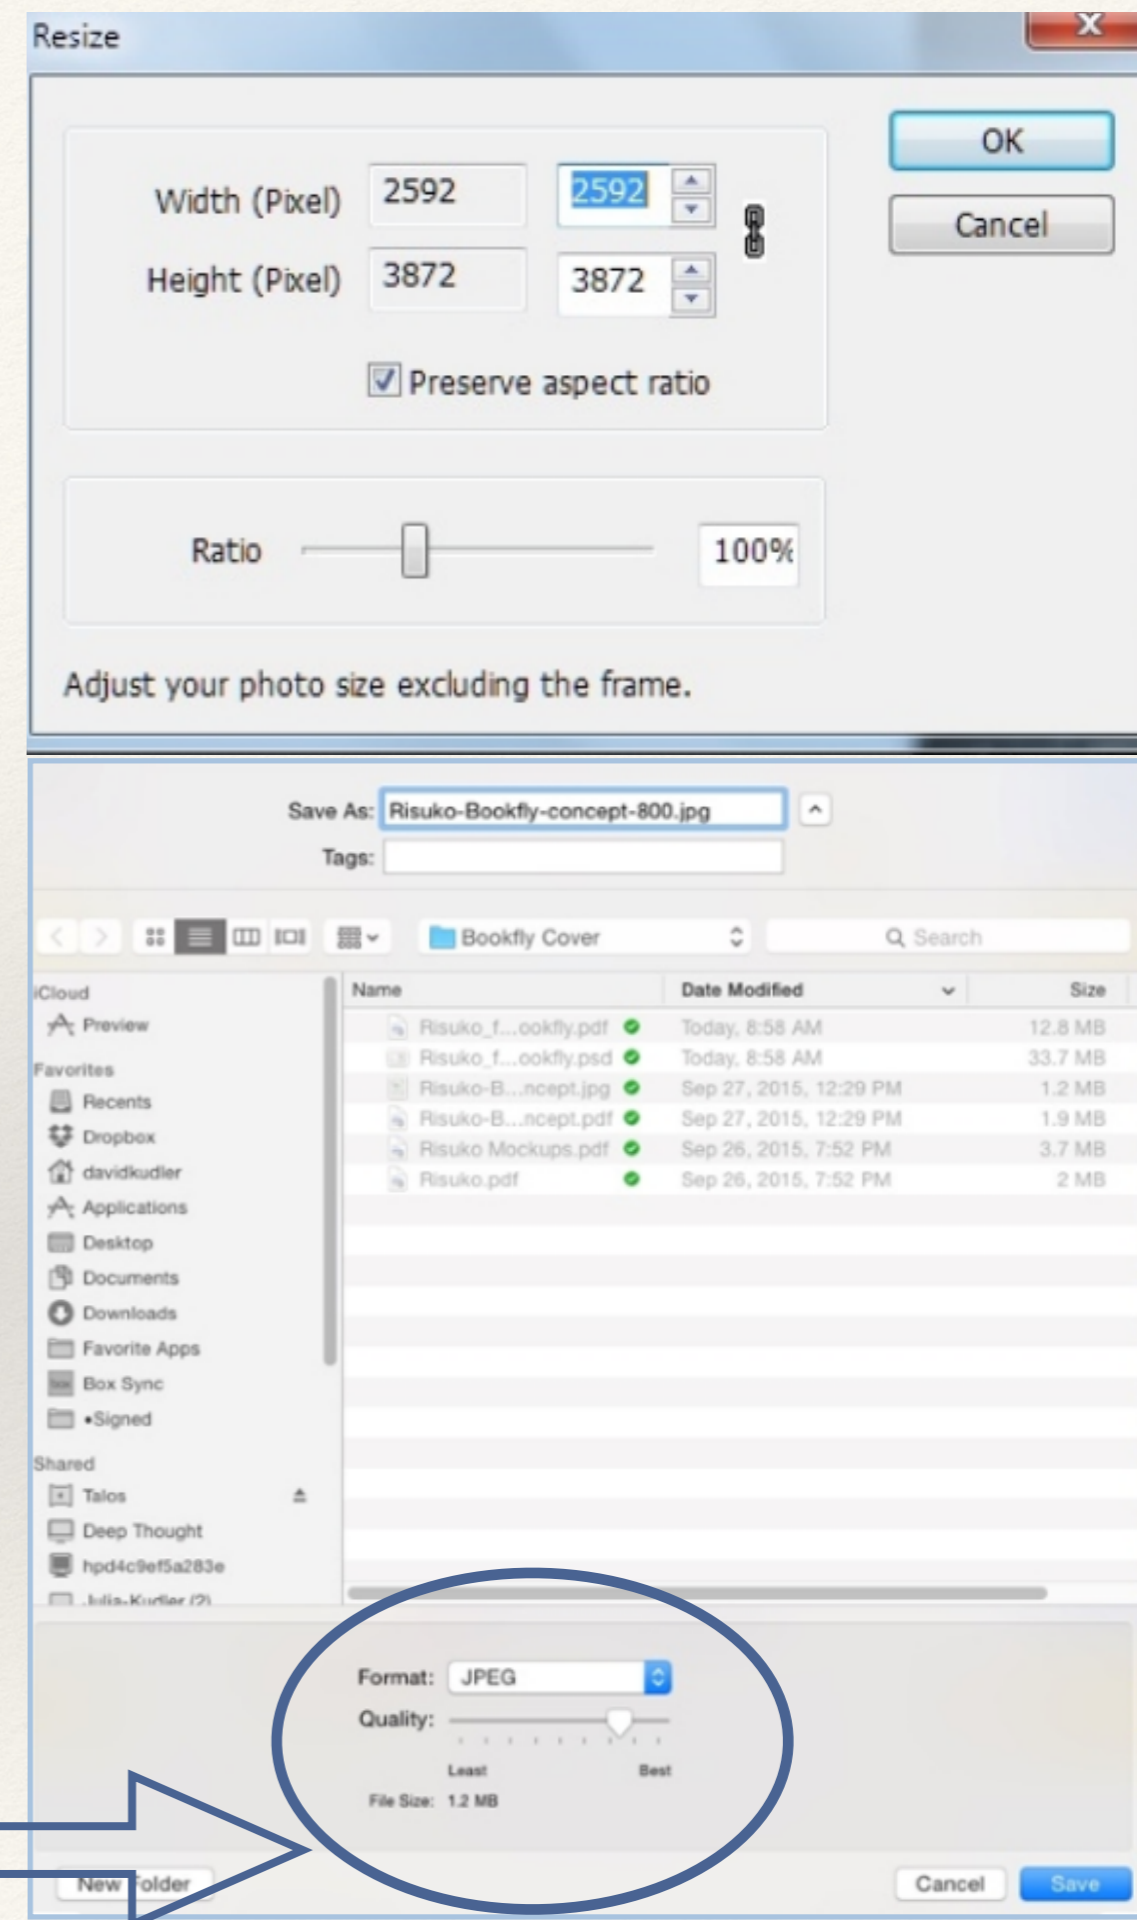 Resize
X
OK
Width (Pixel) 2592 2592
Cancel
Height (Pixel) 3872 3872
Preserve aspect ratio
Ratio 100%
Adjust your photo size excluding the frame.
Save As: Risuko-Bookfly-concept-800.jpg
Tags:
Bookfly Cover Search
iCloud
Preview
Favorites
Recents
Dropbox
davidkudler
Applications
Desktop
Documents
Downloads
Favorite Apps
Box Sync
•Signed
Shared
Talos
Deep Thought
hpd4c9ef5a283e
Julia-Kudler (2)
Name Date Modified Size
Risuko_f...ookfly.pdf Today, 8:58 AM 12.8 MB
Risuko_f...ookfly.psd Today, 8:58 AM 33.7 MB
Risuko-B...ncept.jpg Sep 27, 2015, 12:29 PM 1.2 MB
Risuko-B...ncept.pdf Sep 27, 2015, 12:29 PM 1.9 MB
Risuko Mockups.pdf Sep 26, 2015, 7:52 PM 3.7 MB
Risuko.pdf Sep 26, 2015, 7:52 PM 2 MB
Format: JPEG
Quality:
Least Best
File Size: 1.2 MB
New Folder Cancel Save